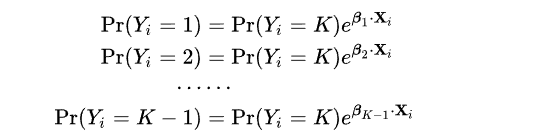 Pr(Y_i = 1) = Pr(Y_i = K)e^{β_1·X_i}
Pr(Y_i = 2) = Pr(Y_i = K)e^{β_2·X_i}
······
Pr(Y_i = K − 1) = Pr(Y_i = K)e^{β_{K−1}·X_i}